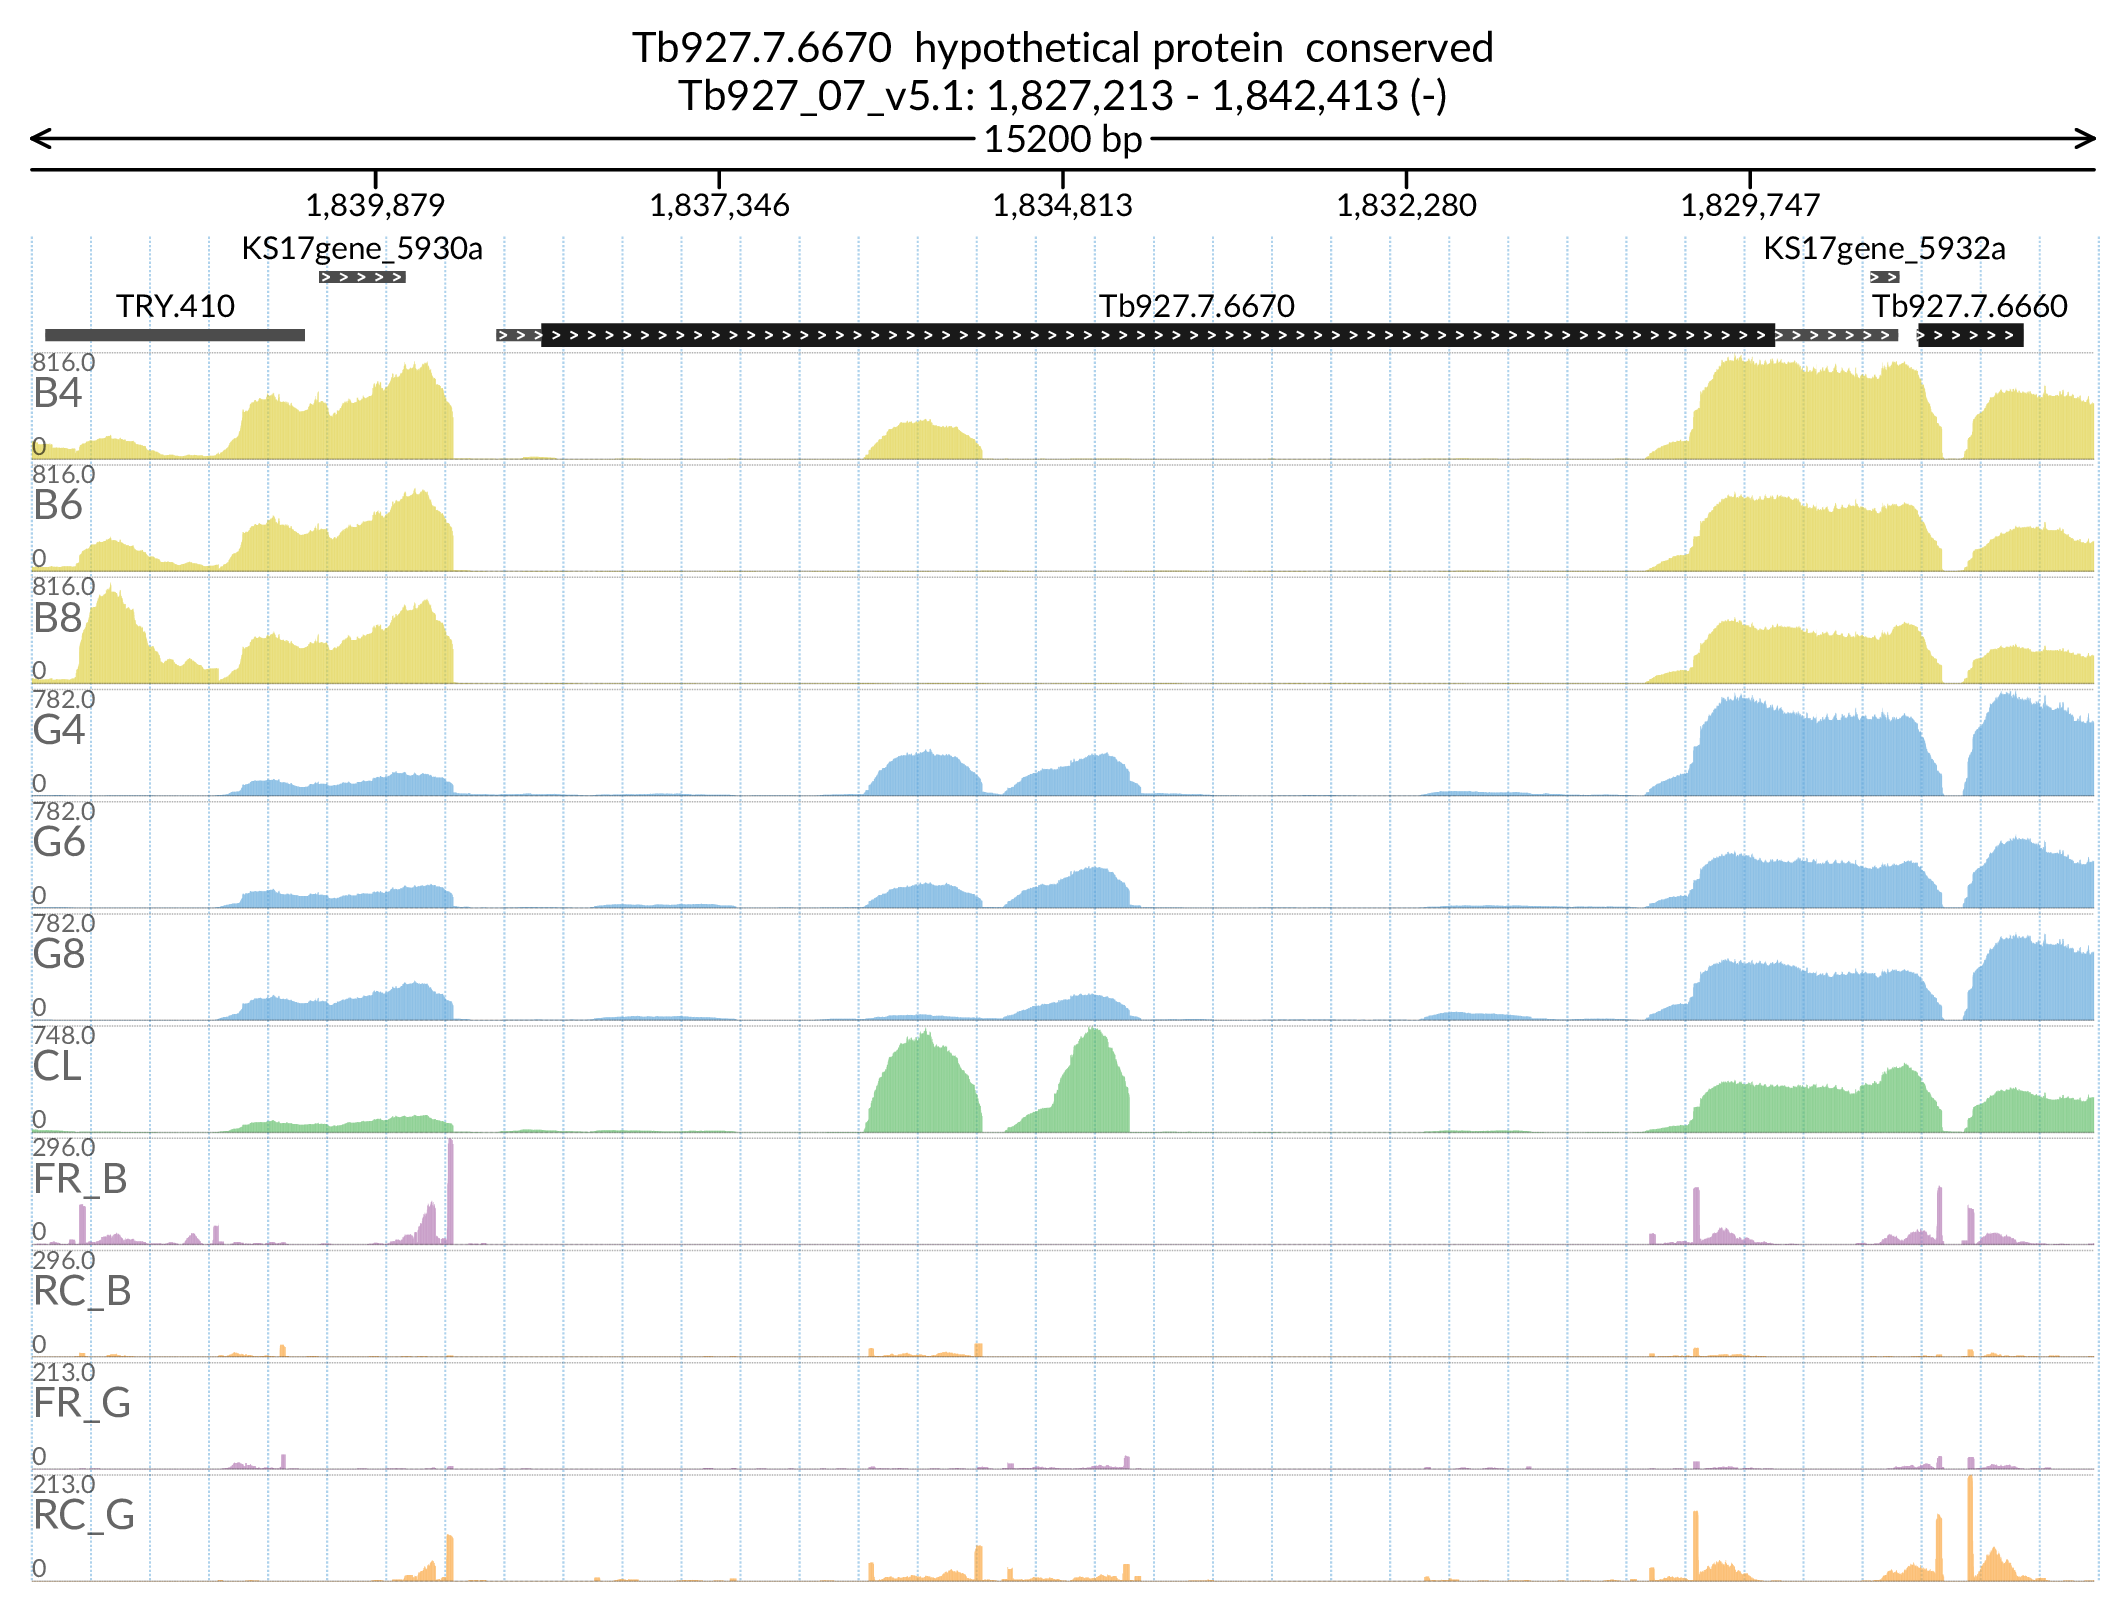 Tb927.7.6670  hypothetical protein  conserved
Tb927_07_v5.1: 1,827,213 - 1,842,413 (-)
15200 bp
1,839,879 1,837,346 1,834,813 1,832,280 1,829,747
KS17gene_5930a KS17gene_5932a
TRY.410 Tb927.7.6670 Tb927.7.6660
816.0
B4
0
816.0
B6
0
816.0
B8
0
782.0
G4
0
782.0
G6
0
782.0
G8
0
748.0
CL
0
296.0
FR_B
0
296.0
RC_B
0
213.0
FR_G
0
213.0
RC_G
0